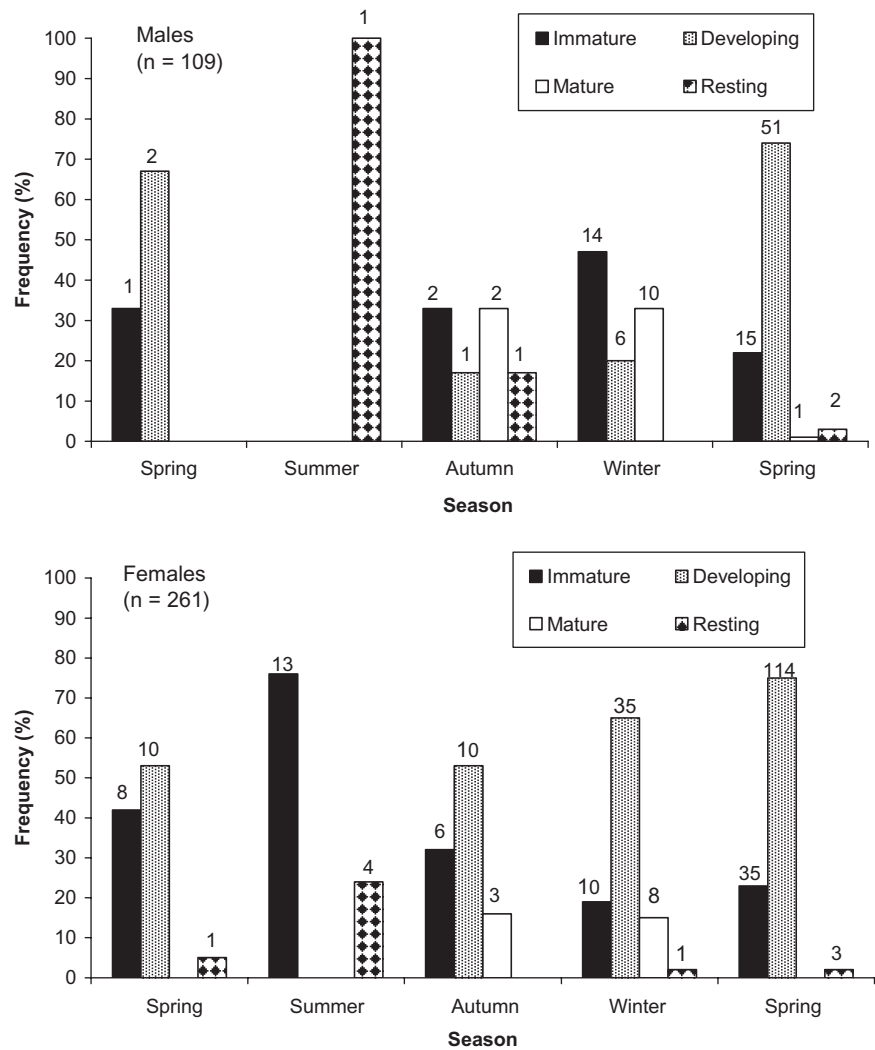 Males
(n = 109)
Immature Developing
Mature Resting
Frequency (%)
100
90
80
70
60
50
40
30
20
10
0
1 2 1 2 1 2 1 14 6 10 15 51 1 2
Spring Summer Autumn Winter Spring
Season
Females
(n = 261)
Immature Developing
Mature Resting
Frequency (%)
100
90
80
70
60
50
40
30
20
10
0
8 10 1 13 4 6 10 3 10 35 8 1 35 114 3
Spring Summer Autumn Winter Spring
Season